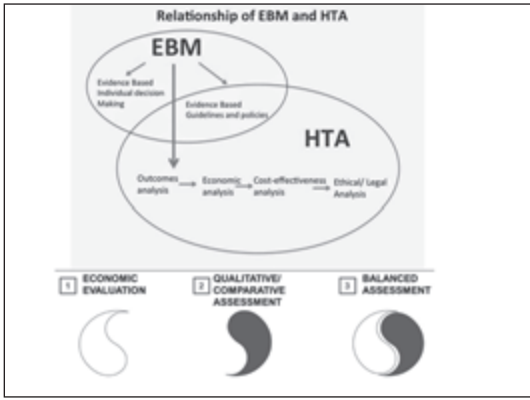 Relationship of EBM and HTA
EBM
Evidence Based
Individual decision
Making
Evidence Based
Guidelines and policies
HTA
Outcomes
analysis
Economic
analysis
Cost-effectiveness
analysis
Ethical/ Legal
Analysis
1 ECONOMIC
EVALUATION
2 QUALITATIVE/
COMPARATIVE
ASSESSMENT
3 BALANCED
ASSESSMENT